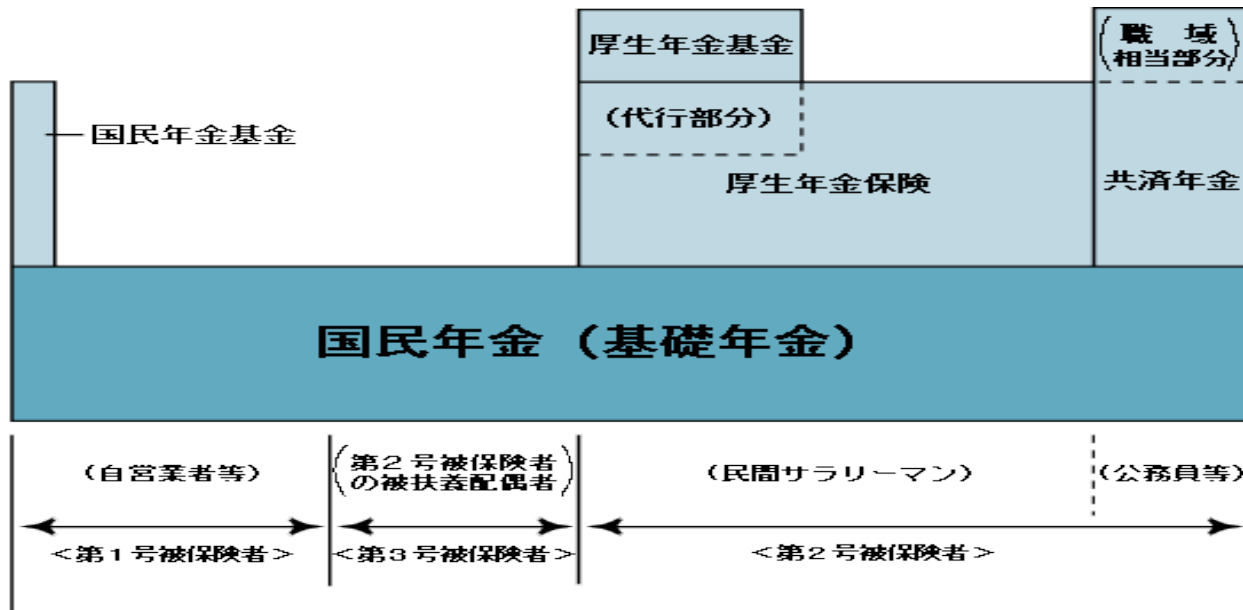 厚生年金基金
(職 域
相当部分)
(代行部分)
国民年金基金
厚生年金保険
共済年金
国民年金(基礎年金)
(自営業者等)
(第2号被保険者
の被扶養配偶者)
(民間サラリーマン)
(公務員等)
<第1号被保険者>
<第3号被保険者>
<第2号被保険者>